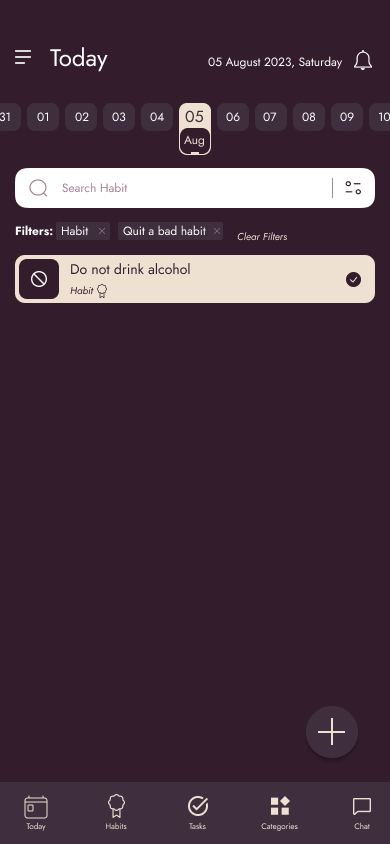 Today
05 August 2023, Saturday
31 01 02 03 04 05 06 07 08 09 10
Aug
Search Habit
Filters: Habit Quit a bad habit Clear Filters
Do not drink alcohol
Habit
Today Habits Tasks Categories Chat